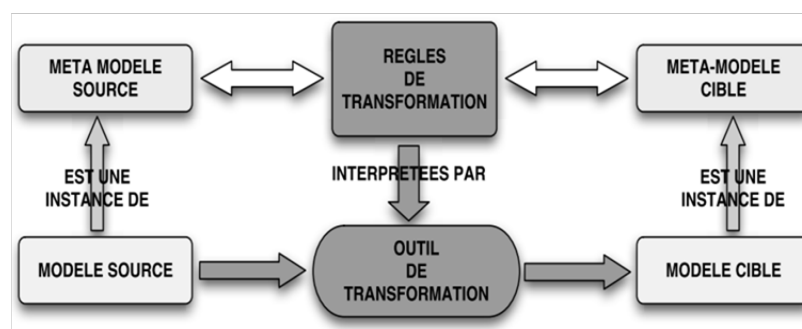 META MODELE
SOURCE
REGLES
DE
TRANSFORMATION
META-MODELE
CIBLE
EST UNE
INSTANCE DE
INTERPRETEES PAR
EST UNE
INSTANCE DE
MODELE SOURCE
OUTIL
DE
TRANSFORMATION
MODELE CIBLE